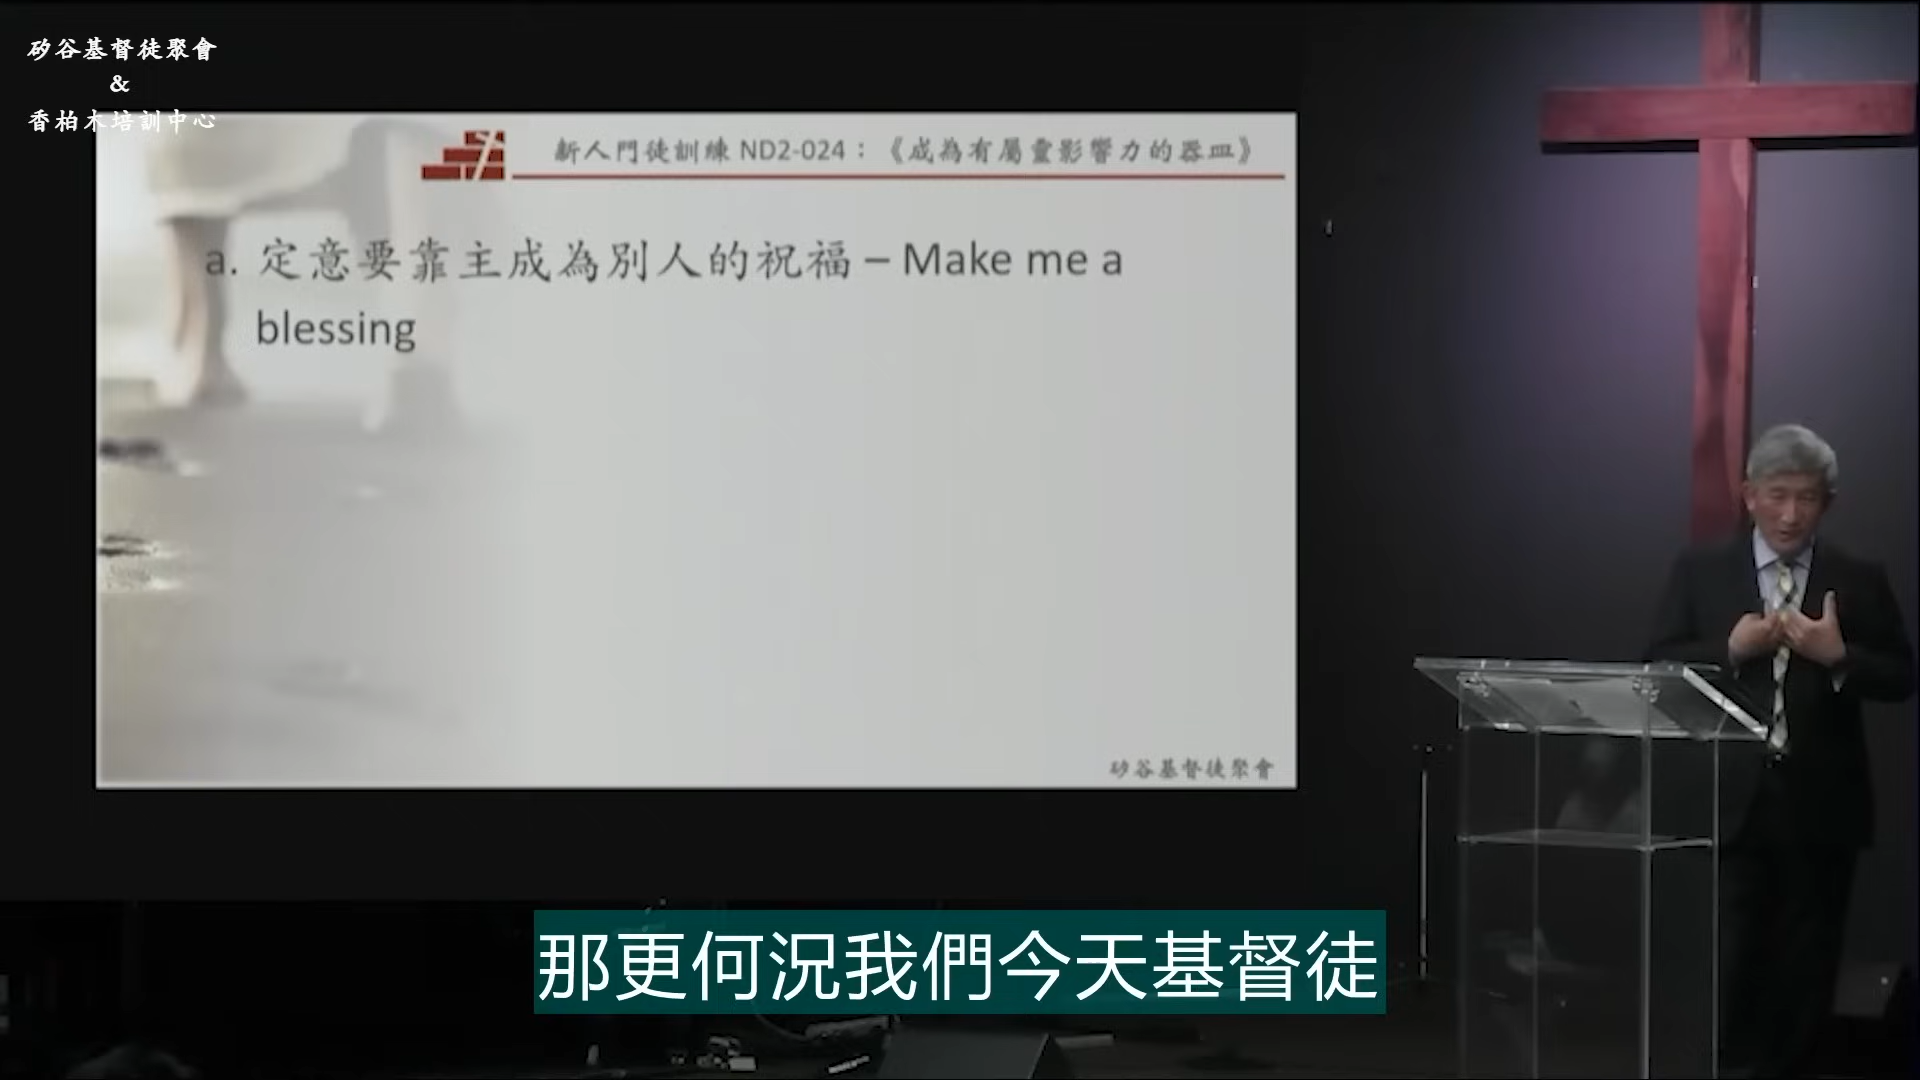 矽谷基督徒聚會
&
香柏木培訓中心
新人門徒訓練 ND2-024：《成為有屬靈影響力的器皿》
a. 定意要靠主成為別人的祝福 – Make me a
blessing
矽谷基督徒聚會
那更何況我們今天基督徒